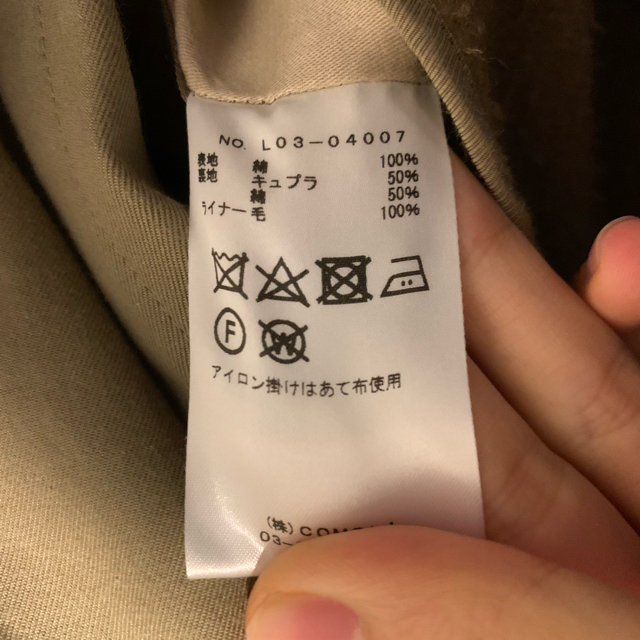 NO. L03-04007
表地 綿 100%
裏地 キュプラ 50%
綿 50%
ライナー 毛 100%
F W
アイロン掛けはあて布使用
(株)
03-